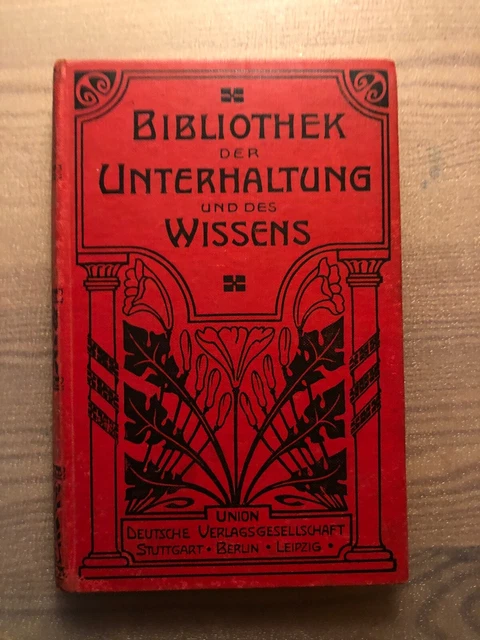 BIBLIOTHEK
DER
UNTERHALTUNG
UND DES
WISSENS
UNION
DEUTSCHE VERLAGSGESELLSCHAFT
STUTTGART • BERLIN • LEIPZIG •